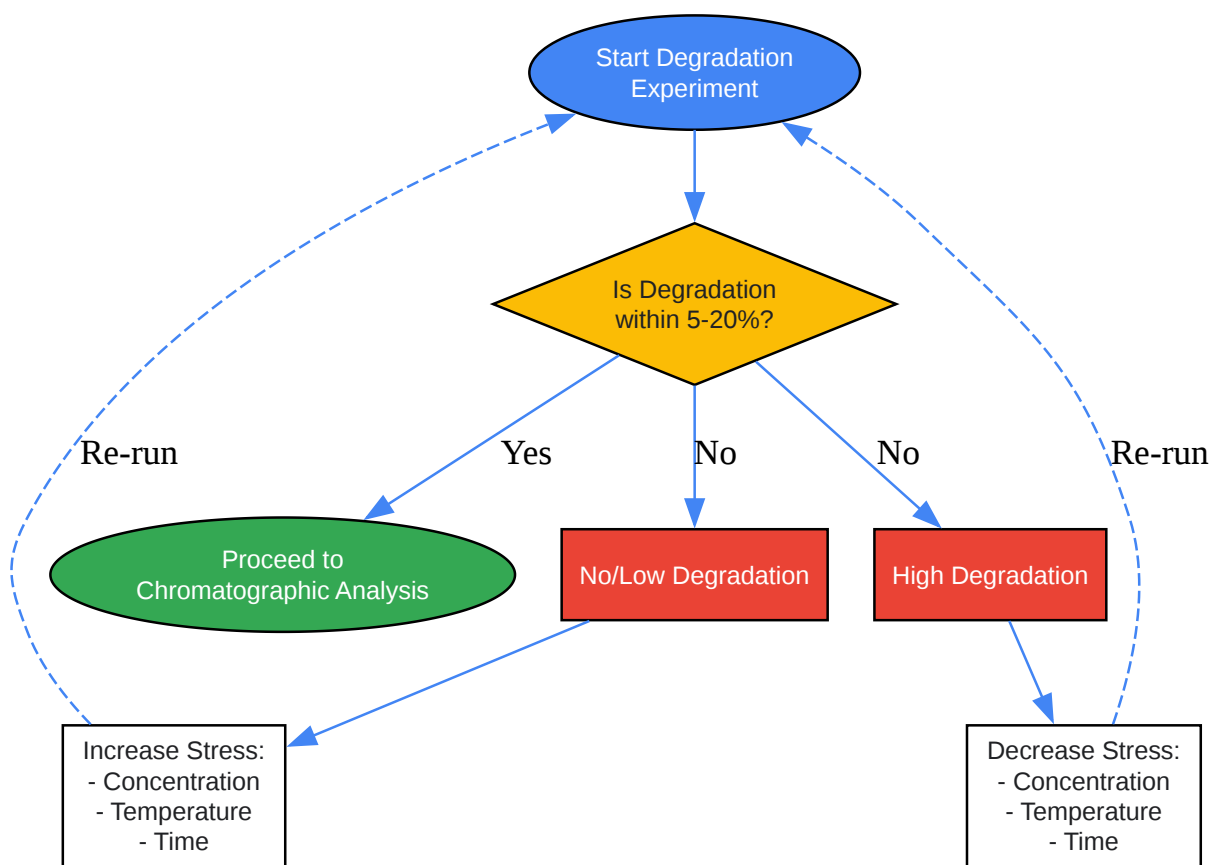 Start Degradation
Experiment
Is Degradation
within 5-20%?
Re-run
Yes
No
No
Re-run
Proceed to
Chromatographic Analysis
No/Low Degradation
High Degradation
Increase Stress:
- Concentration
- Temperature
- Time
Decrease Stress:
- Concentration
- Temperature
- Time